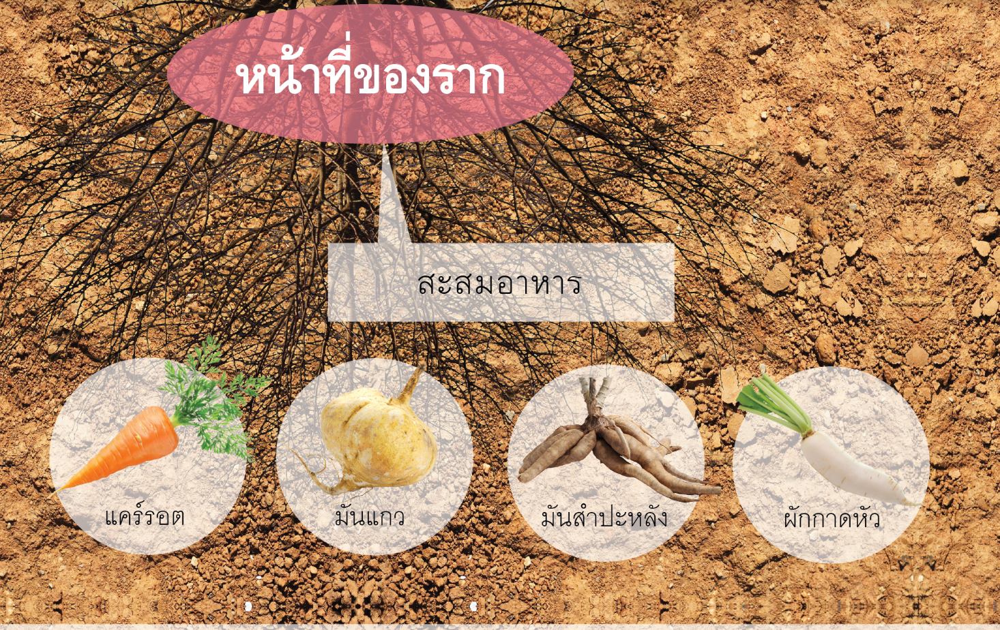 หน้าที่ของราก
สะสมอาหาร
แคร์รอต
มันแกว
มันสำปะหลัง
ผักกาดหัว